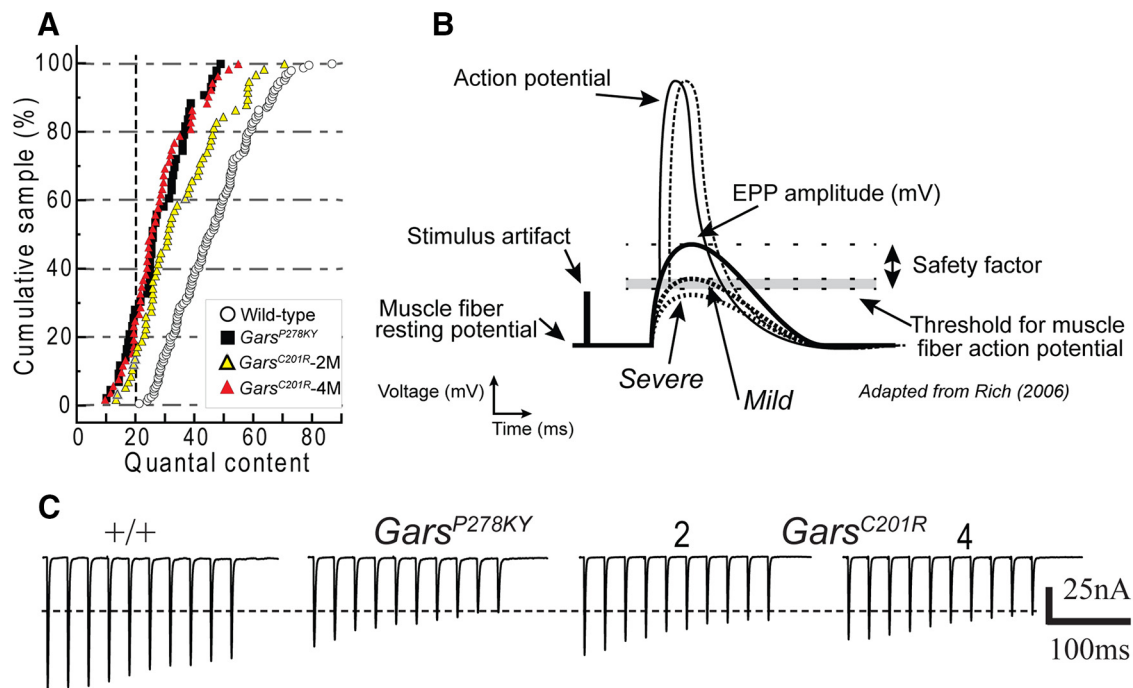 A
100
80
60
40
20
0
Cumulative sample (%)
0 20 40 60 80
Quantal content
Wild-type
Gars^P278KY
Gars^C201R-2M
Gars^C201R-4M
B
Action potential
EPP amplitude (mV)
Stimulus artifact
Safety factor
Muscle fiber
resting potential
Threshold for muscle
fiber action potential
Severe
Mild
Voltage (mV)
Time (ms)
Adapted from Rich (2006)
C
+/+
Gars^P278KY
2 Gars^C201R 4
25nA
100ms